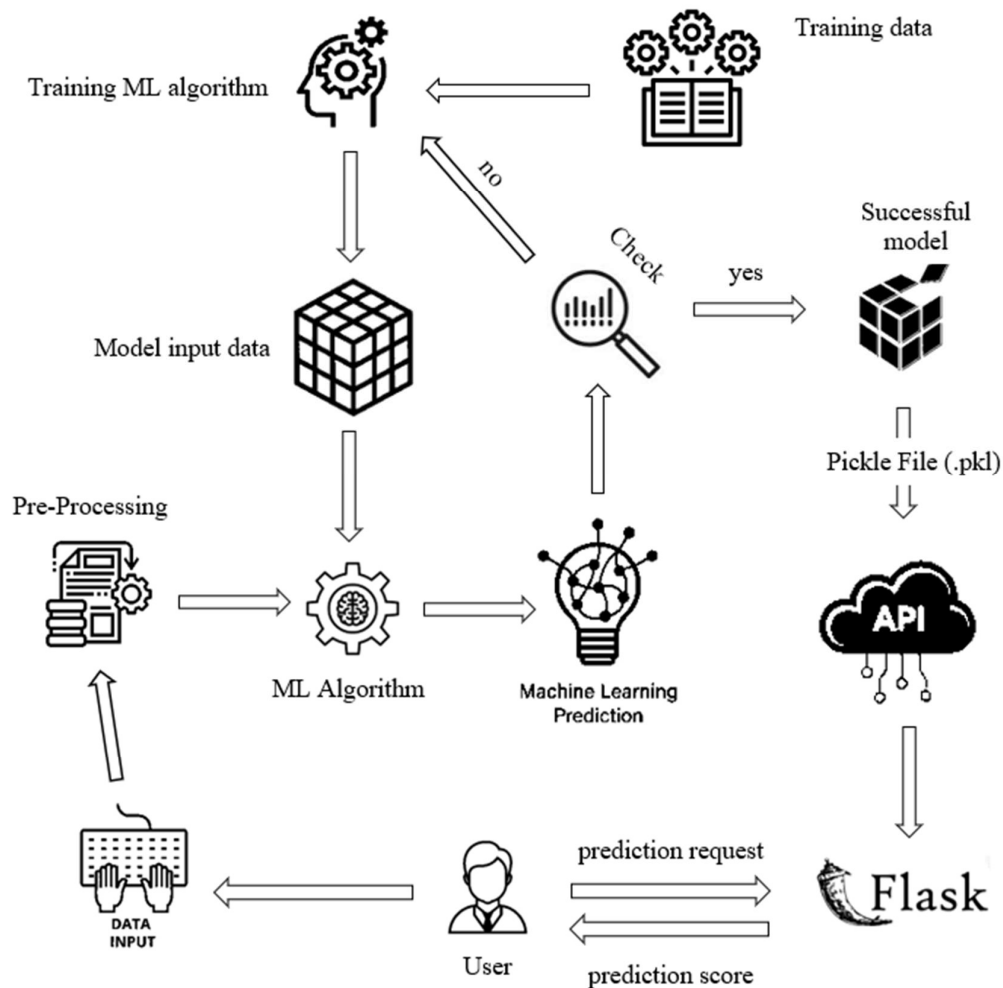 Training data
Training ML algorithm
no
Check
yes
Successful
model
Model input data
Pickle File (.pkl)
Pre-Processing
API
ML Algorithm
Machine Learning
Prediction
prediction request
Flask
DATA
INPUT
User
prediction score